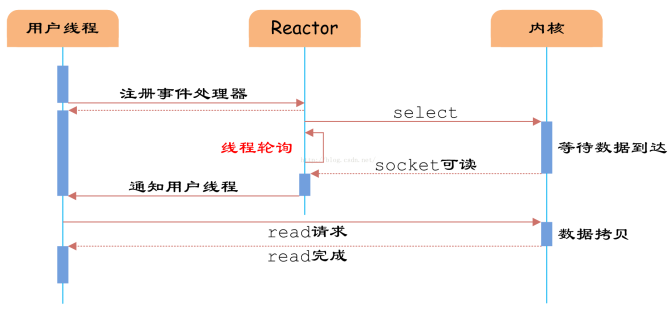 用户线程
Reactor
内核
注册事件处理器
select
线程轮询
等待数据到达
socket可读
通知用户线程
read请求
数据拷贝
read完成